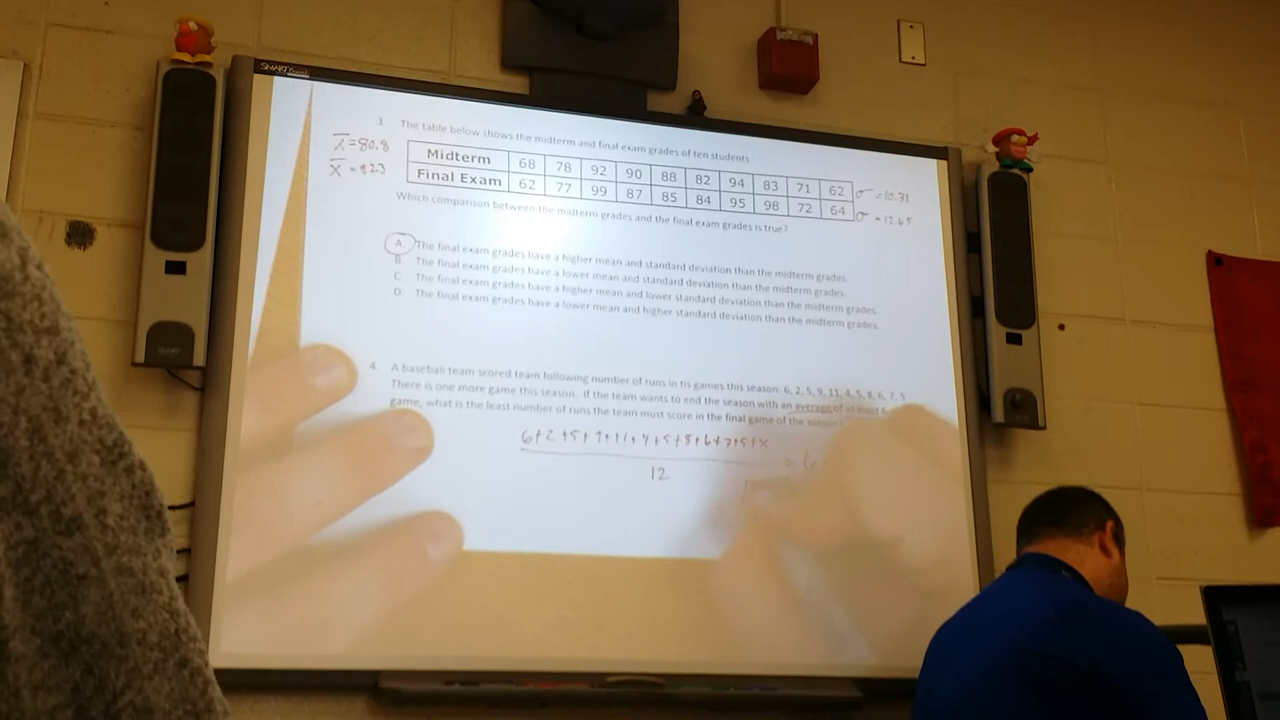 SMART Board
3 The table below shows the midterm and final exam grades of ten students
x̄ = 80.8
x̄ = 82.3
Midterm 68 78 92 90 88 82 94 83 71 62
Final Exam 62 77 99 87 85 84 95 98 72 64
σ = 10.31
σ = 12.65
Which comparison between the midterm grades and the final exam grades is true?
A. The final exam grades have a higher mean and standard deviation than the midterm grades.
B. The final exam grades have a lower mean and standard deviation than the midterm grades.
C. The final exam grades have a higher mean and lower standard deviation than the midterm grades.
D. The final exam grades have a lower mean and higher standard deviation than the midterm grades.
4. A baseball team scored team following number of runs in tis games this season: 6, 2, 5, 9, 11, 4, 5, 8, 6, 7, 5
There is one more game this season. If the team wants to end the season with an average of at least 6
game, what is the least number of runs the team must score in the final game of the season
6+2+5+9+11+4+5+8+6+7+5+x
= 6
12
SMART